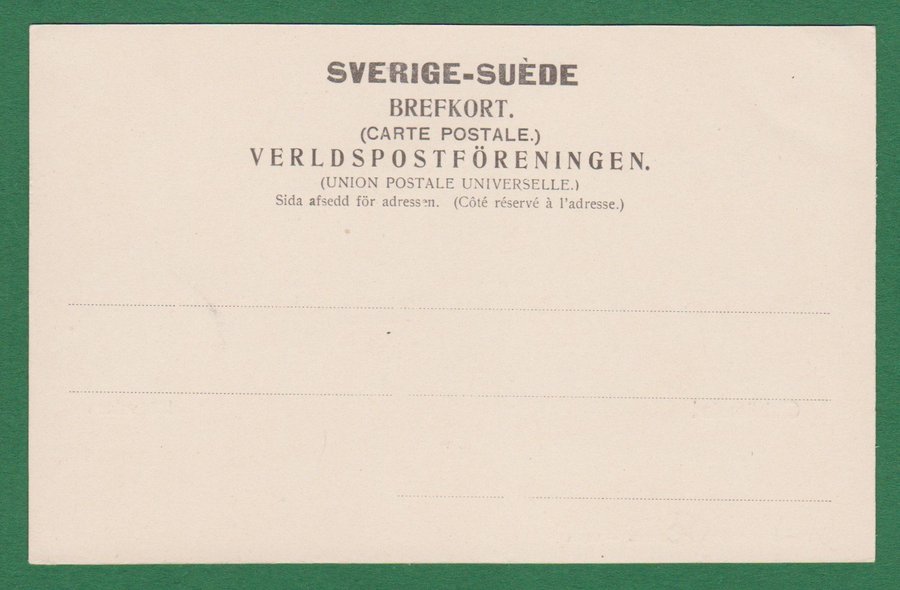 SVERIGE-SUÈDE
BREFKORT.
(CARTE POSTALE.)
VERLDSPOSTFÖRENINGEN.
(UNION POSTALE UNIVERSELLE.)
Sida afsedd för adressen. (Côté réservé à l'adresse.)